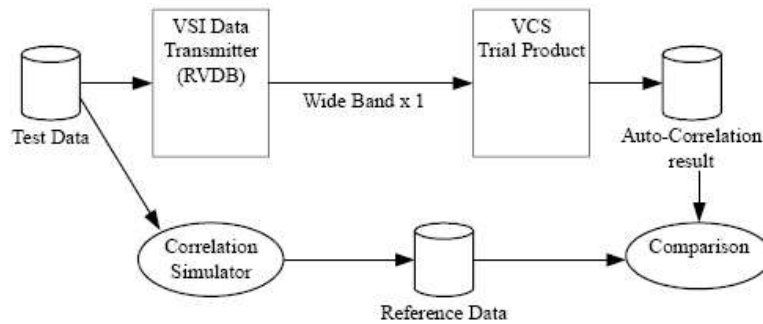 VSI Data
Transmitter
(RVDB)
VCS
Trial Product
Wide Band x 1
Test Data
Auto-Correlation
result
Correlation
Simulator
Comparison
Reference Data